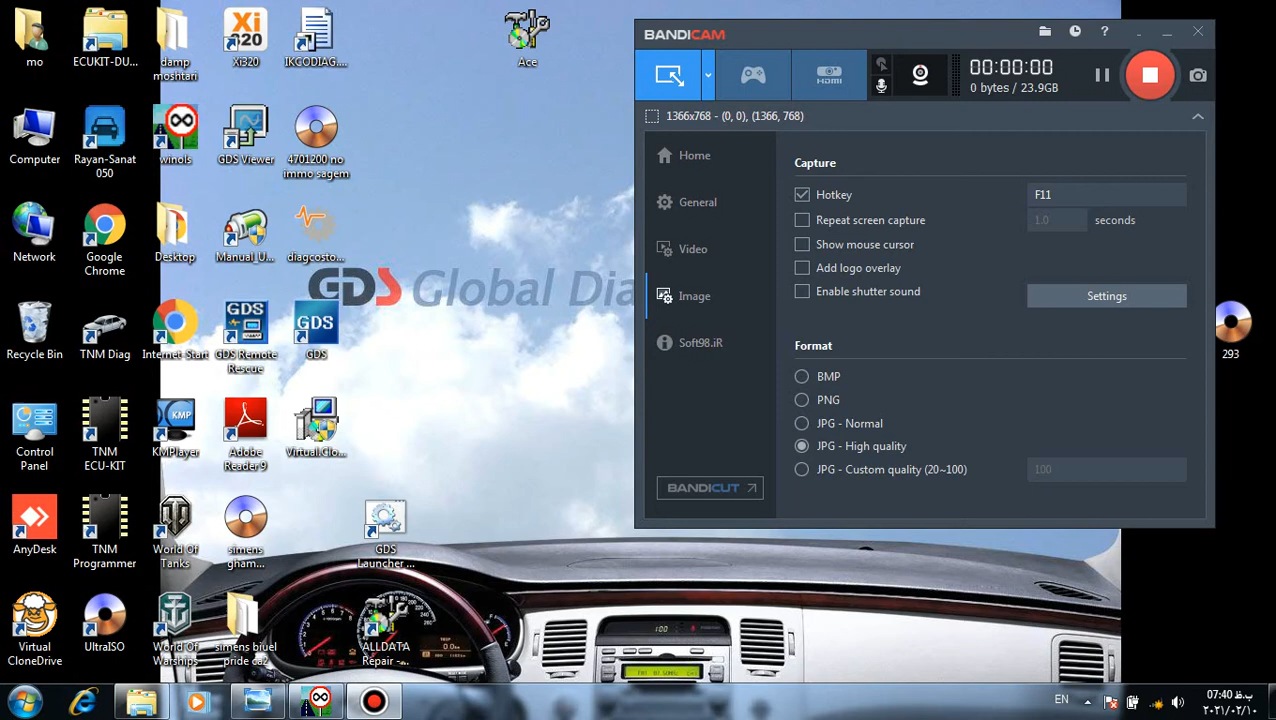 mo
ECUKIT-DU...
damp
moshtari
Xi320
IKCODIAG....
Ace
Computer
Rayan-Sanat
050
winols
GDS Viewer
4701200 no
immo sagem
Network
Google
Chrome
Desktop
Manual_U...
diagcosto...
GDS Global Dia
Recycle Bin
TNM Diag
Internet Start
GDS Remote
Rescue
GDS
293
Control
Panel
TNM
ECU-KIT
KMPlayer
Adobe
Reader 9
Virtual.Clo...
AnyDesk
TNM
Programmer
World Of
Tanks
simens
gham...
GDS
Launcher ...
Virtual
CloneDrive
UltraISO
World Of
Warships
simens biuel
pride ca2
ALLDATA
Repair -...
BANDICAM
HDMI
00:00:00
0 bytes / 23.9GB
1366x768 - (0, 0), (1366, 768)
Home
General
Video
Image
Soft98.iR
BANDICUT
Capture
Hotkey
F11
Repeat screen capture
1.0
seconds
Show mouse cursor
Add logo overlay
Enable shutter sound
Settings
Format
BMP
PNG
JPG - Normal
JPG - High quality
JPG - Custom quality (20~100)
100
EN
07:40 ب.ظ
۲۰۲۱/۰۲/۱۰